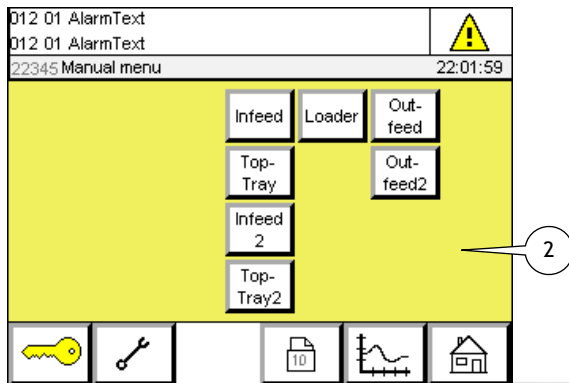 012 01 AlarmText
012 01 AlarmText
22345 Manual menu 22:01:59
Infeed Loader Out-
feed
Top-
Tray Out-
feed2
Infeed
2
Top-
Tray2
2
10